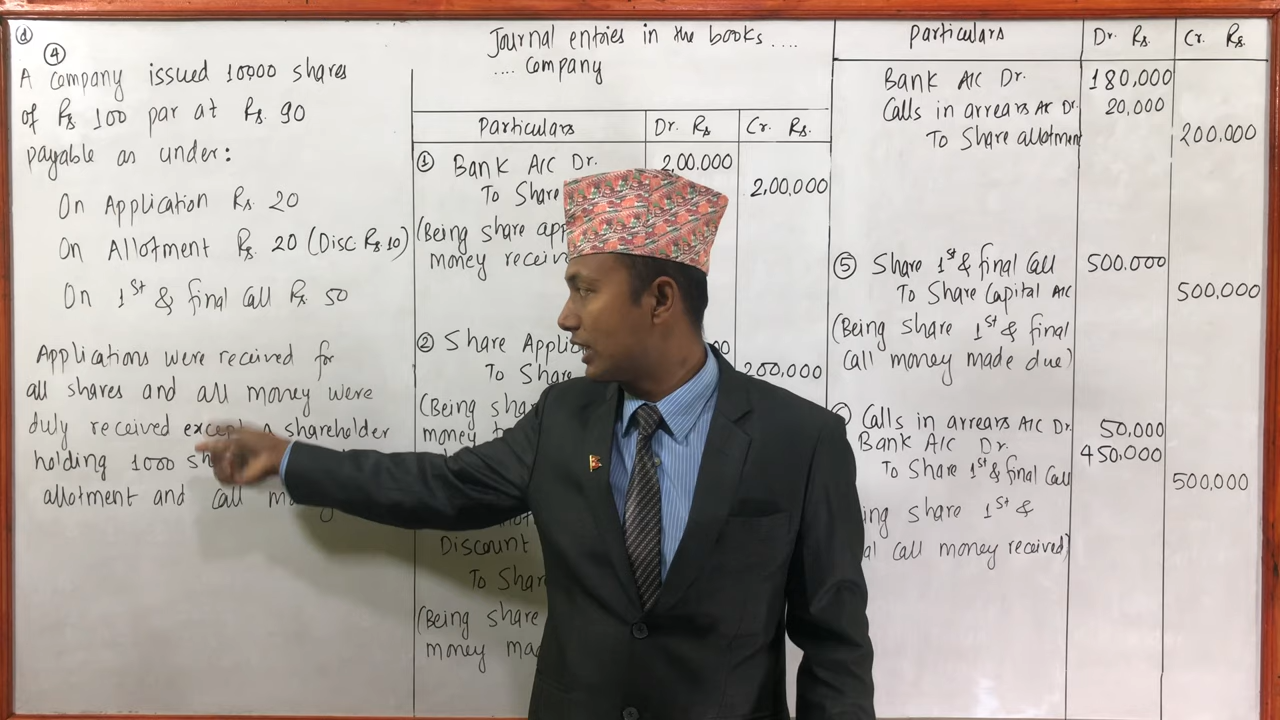 ④
A company issued 10000 shares
of Rs 100 par at Rs. 90
payable as under:
On Application Rs. 20
On Allotment Rs. 20 (Disc. Rs. 10)
On 1st & final call Rs. 50
Applications were received for
all shares and all money were
duly received except a shareholder
holding 1000
allotment and call
Journal entries in the books ....
.... Company
Particulars Dr. Rs Cr. Rs.
① Bank A/C Dr. 2,00,000
To Share 2,00,000
(Being share
money
② Share
To Share 200,000
(Being
money
Discount
To
(Being share
money
Particulars Dr. Rs. Cr. Rs.
Bank A/C Dr. 180,000
Calls in arrears A/c Dr. 20,000
To Share allotment 200,000
⑤ Share 1st & final Call 500.000
To Share Capital A/C 500,000
(Being share 1st & final
Call money made due)
Calls in arrears A/C Dr. 50,000
Bank A/C Dr. 450,000
To Share 1st & final Call 500,000
share 1st &
call money received)